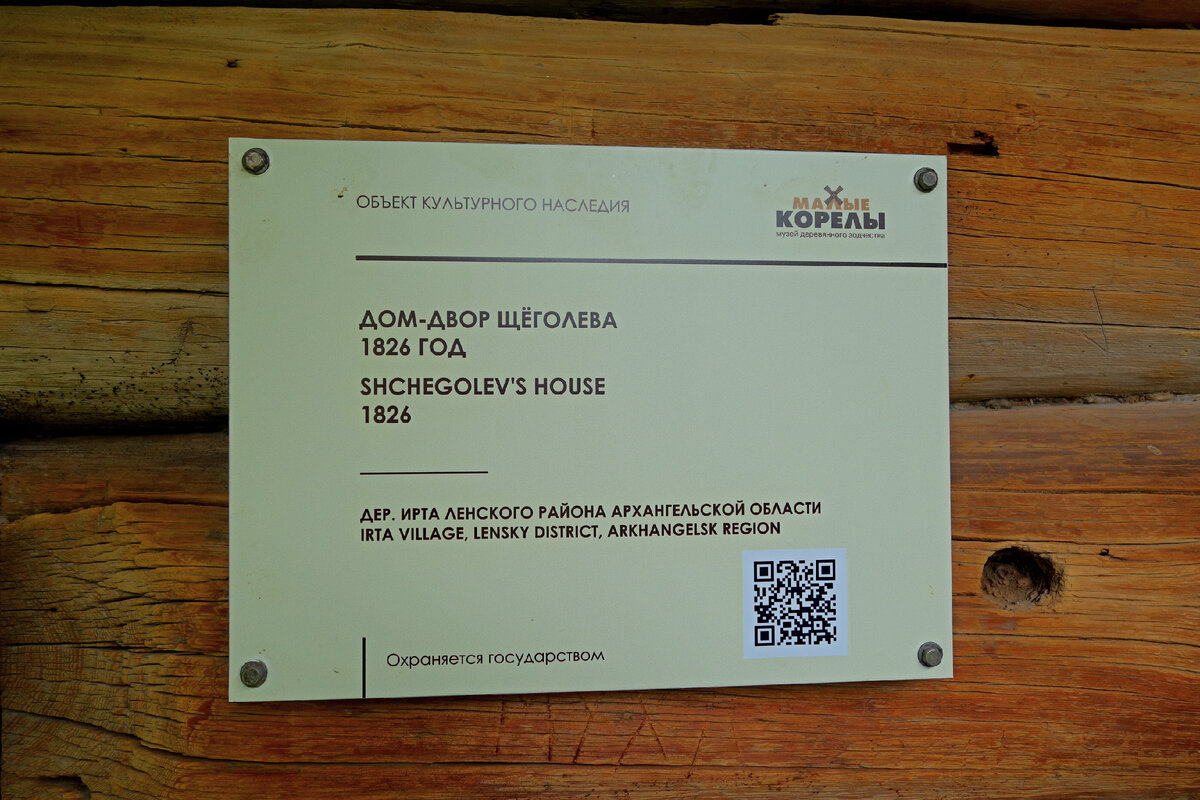 ОБЪЕКТ КУЛЬТУРНОГО НАСЛЕДИЯ
МАЛЫЕ
КОРЕЛЫ
музей деревянного зодчества
ДОМ-ДВОР ЩЁГОЛЕВА
1826 ГОД
SHCHEGOLEV'S HOUSE
1826
ДЕР. ИРТА ЛЕНСКОГО РАЙОНА АРХАНГЕЛЬСКОЙ ОБЛАСТИ
IRTA VILLAGE, LENSKY DISTRICT, ARKHANGELSK REGION
Охраняется государством